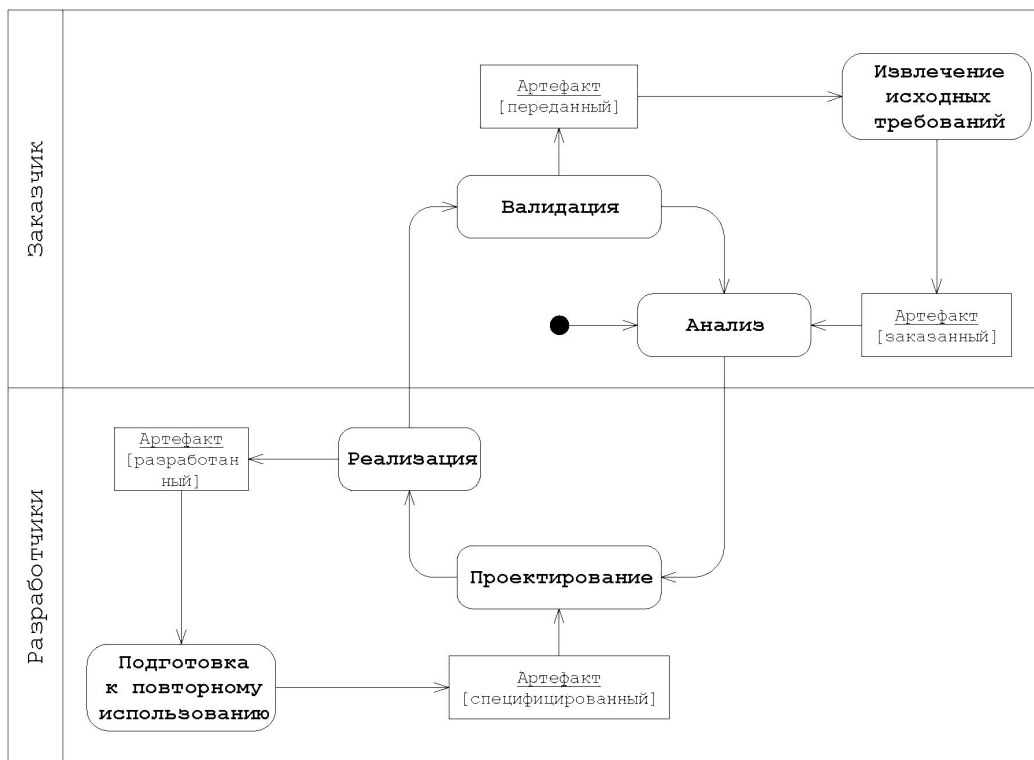 Заказчик
Артефакт
[переданный]
Извлечение
исходных
требований
Валидация
Анализ
Артефакт
[заказанный]
Разработчики
Артефакт
[разработан
ный]
Реализация
Проектирование
Подготовка
к повторному
использованию
Артефакт
[специфицированный]